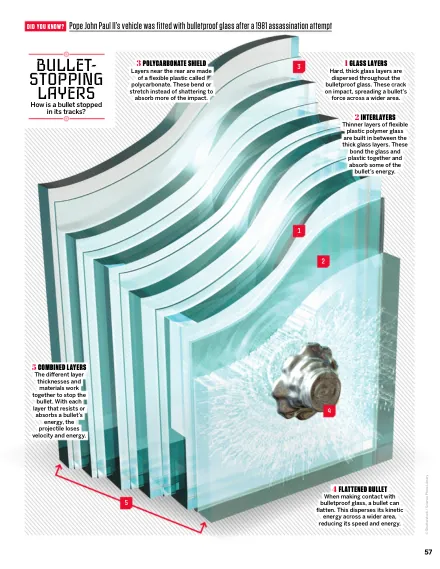 DID YOU KNOW? Pope John Paul II's vehicle was fitted with bulletproof glass after a 1981 assassination attempt
BULLET-
STOPPING
LAYERS
How is a bullet stopped
in its tracks?
3 POLYCARBONATE SHIELD
Layers near the rear are made
of a flexible plastic called
polycarbonate. These bend or
stretch instead of shattering to
absorb more of the impact.
1 GLASS LAYERS
Hard, thick glass layers are
dispersed throughout the
bulletproof glass. These crack
on impact, spreading a bullet's
force across a wider area.
2 INTERLAYERS
Thinner layers of flexible
plastic polymer glass
are built in between the
thick glass layers. These
bond the glass and
plastic together and
absorb some of the
bullet's energy.
3
1
2
4
5 COMBINED LAYERS
The different layer
thicknesses and
materials work
together to stop the
bullet. With each
layer that resists or
absorbs a bullet's
energy, the
projectile loses
velocity and energy.
5
4 FLATTENED BULLET
When making contact with
bulletproof glass, a bullet can
flatten. This disperses its kinetic
energy across a wider area,
reducing its speed and energy.
57